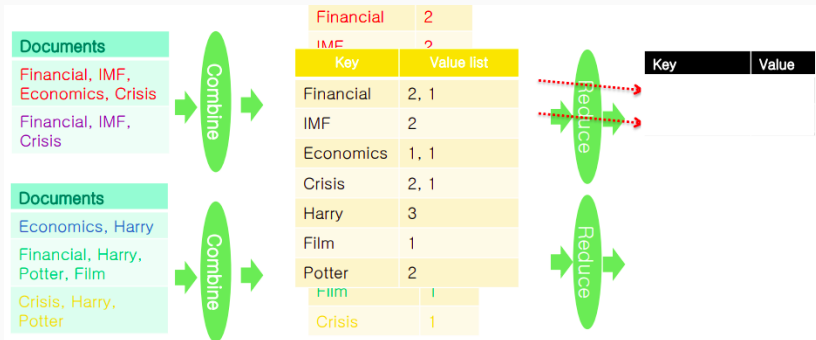 Documents
Financial, IMF,
Economics, Crisis
Financial, IMF,
Crisis
Combine
Documents
Economics, Harry
Financial, Harry,
Potter, Film
Crisis, Harry,
Potter
Combine
Financial 2
IMF 2
Key Value list
Financial 2, 1
IMF 2
Economics 1, 1
Crisis 2, 1
Harry 3
Film 1
Potter 2
Film 1
Crisis 1
Reduce
Reduce
Key Value